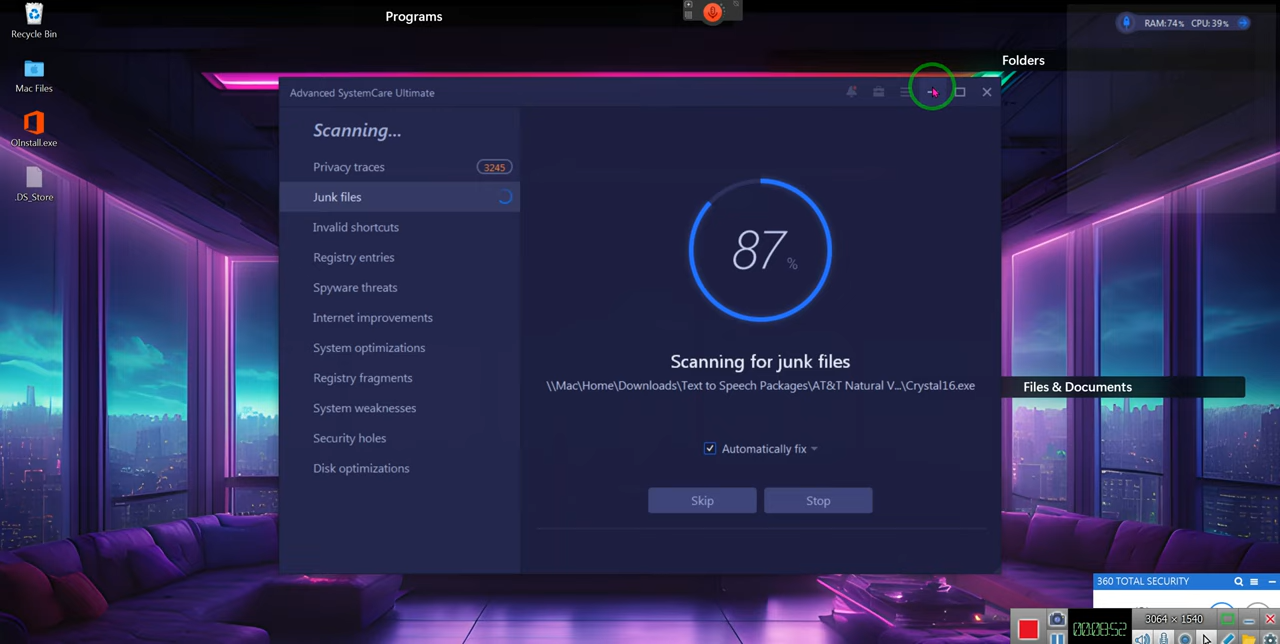 Programs
RAM:74% CPU:39%
Recycle Bin
Folders
Mac Files
Advanced SystemCare Ultimate
OInstall.exe
.DS_Store
Scanning...
Privacy traces 3245
Junk files
Invalid shortcuts
Registry entries
Spyware threats
Internet improvements
System optimizations
Registry fragments
System weaknesses
Security holes
Disk optimizations
87%
Scanning for junk files
\\Mac\Home\Downloads\Text to Speech Packages\AT&T Natural V...\Crystal16.exe
Automatically fix
Skip
Stop
Files & Documents
360 TOTAL SECURITY
00:08:52
3064 × 1540